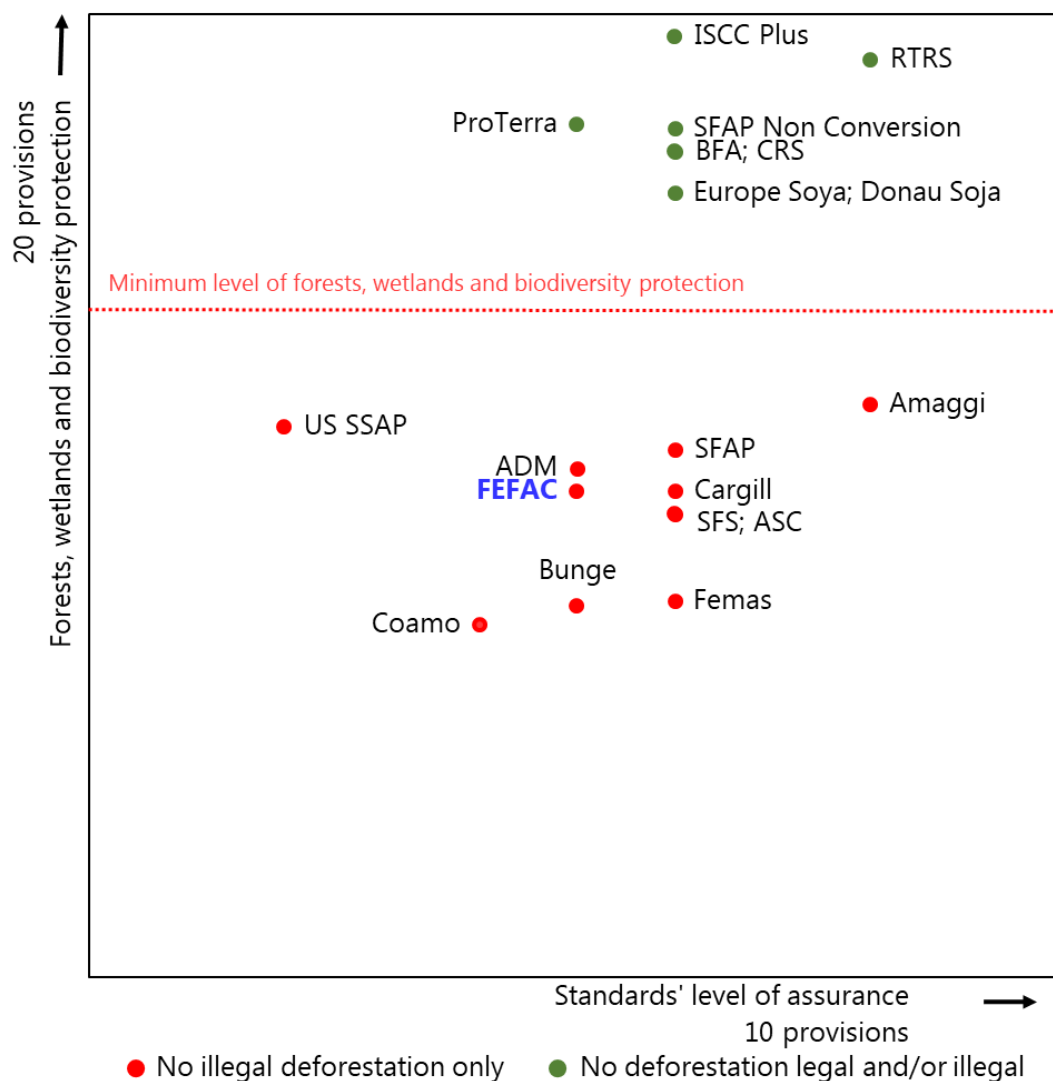 ISCC Plus
RTRS
ProTerra
SFAP Non Conversion
BFA; CRS
Europe Soya; Donau Soja
20 provisions
Forests, wetlands and biodiversity protection
Minimum level of forests, wetlands and biodiversity protection
Amaggi
US SSAP
SFAP
ADM
FEFAC
Cargill
SFS; ASC
Bunge
Femas
Coamo
Standards' level of assurance
10 provisions
No illegal deforestation only
No deforestation legal and/or illegal